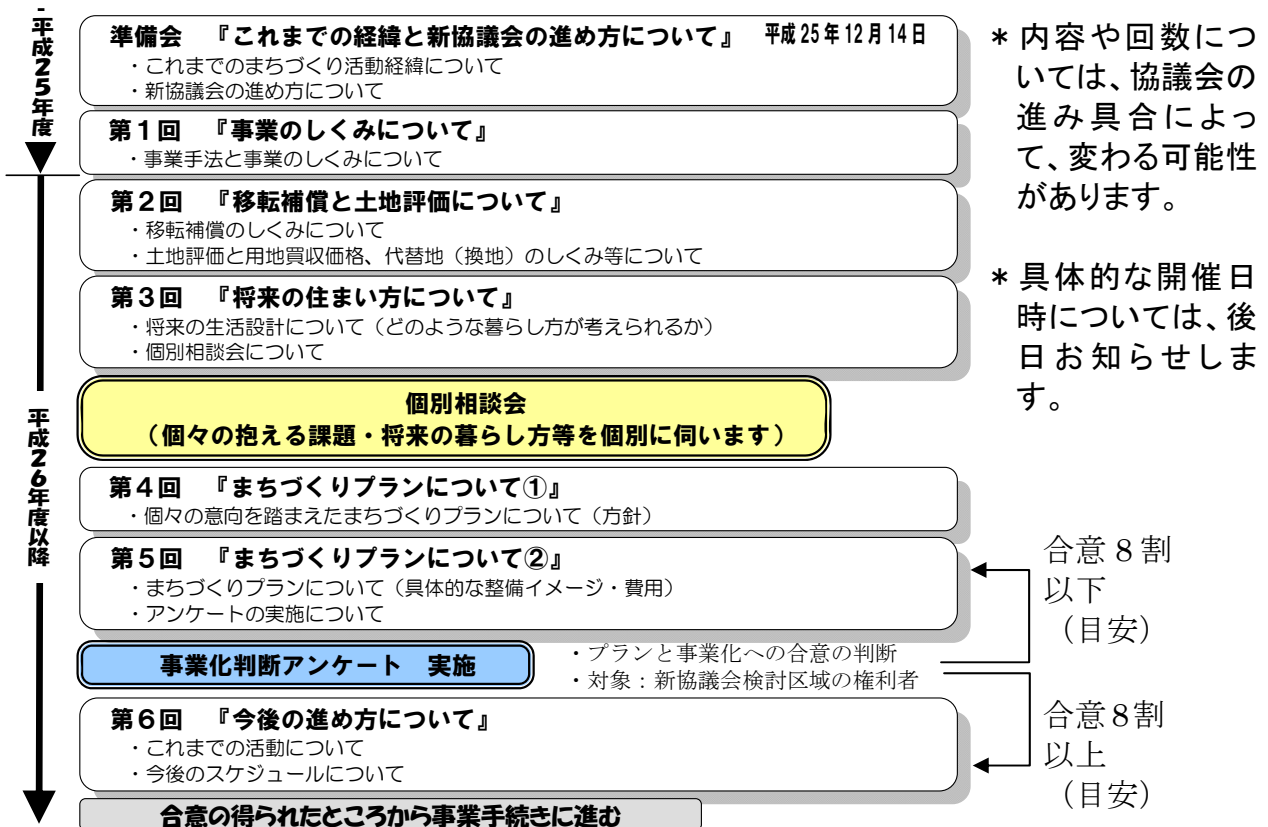 平成25年度
準備会 『これまでの経緯と新協議会の進め方について』 平成25年12月14日
・これまでのまちづくり活動経緯について
・新協議会の進め方について
第1回 『事業のしくみについて』
・事業手法と事業のしくみについて
平成26年度以降
第2回 『移転補償と土地評価について』
・移転補償のしくみについて
・土地評価と用地買収価格、代替地(換地)のしくみ等について
第3回 『将来の住まい方について』
・将来の生活設計について(どのような暮らし方が考えられるか)
・個別相談会について
個別相談会
(個々の抱える課題・将来の暮らし方等を個別に伺います)
第4回 『まちづくりプランについて①』
・個々の意向を踏まえたまちづくりプランについて(方針)
第5回 『まちづくりプランについて②』
・まちづくりプランについて(具体的な整備イメージ・費用)
・アンケートの実施について
事業化判断アンケート 実施
・プランと事業化への合意の判断
・対象:新協議会検討区域の権利者
第6回 『今後の進め方について』
・これまでの活動について
・今後のスケジュールについて
合意の得られたところから事業手続きに進む
*内容や回数につ
いては、協議会の
進み具合によっ
て、変わる可能性
があります。
*具体的な開催日
時については、後
日お知らせしま
す。
合意8割
以下
(目安)
合意8割
以上
(目安)